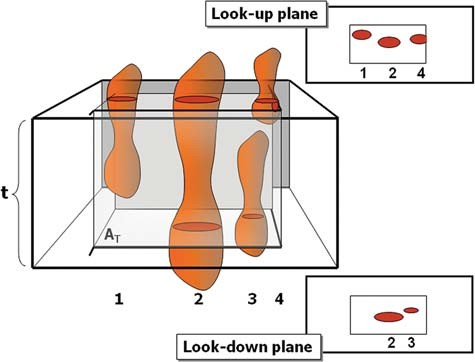 Look-up plane
1 2 4
t
A_T
1 2 3 4
Look-down plane
2 3